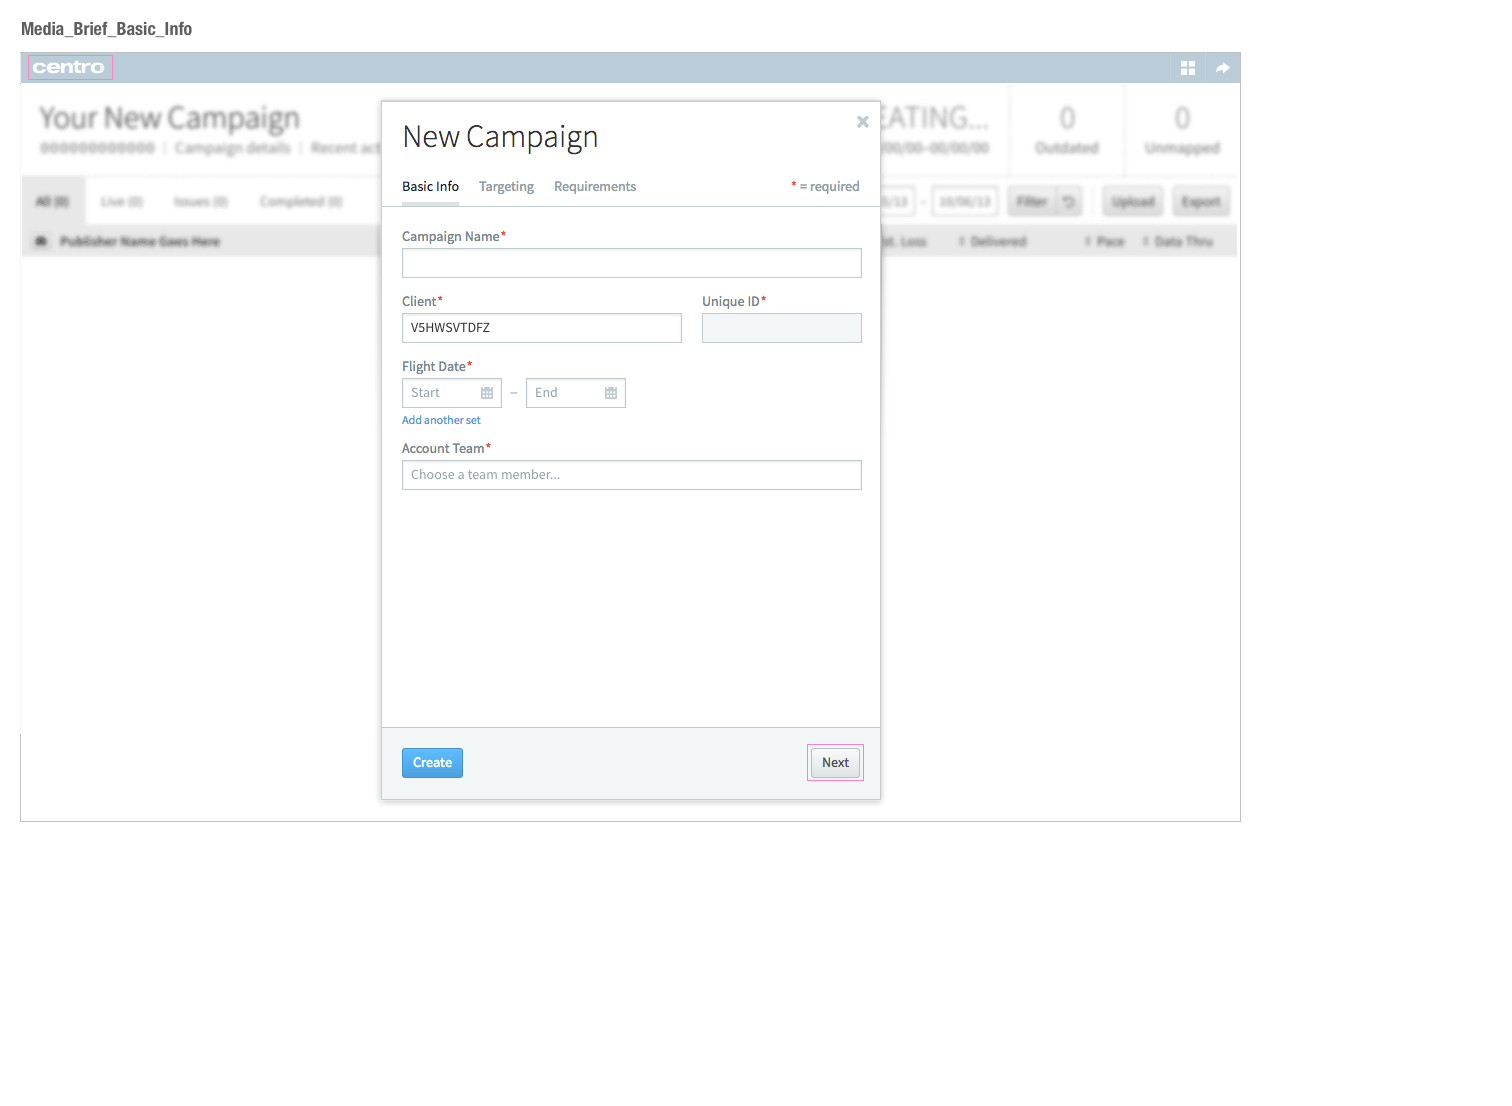 Media_Brief_Basic_Info
centro
Your New Campaign
EATING...
0
0
000000000000 | Campaign details | Recent act
/00/00–00/00/00
Outdated
Unmapped
New Campaign
Basic Info Targeting Requirements * = required
All (0) Live (0) Issues (0) Completed (0)
/13 – 10/06/13 Filter Upload Export
Publisher Name Goes Here
st. Loss Delivered Pace Data Thru
Campaign Name*
Client* Unique ID*
V5HWSVTDFZ
Flight Date*
Start – End
Add another set
Account Team*
Choose a team member...
Create Next